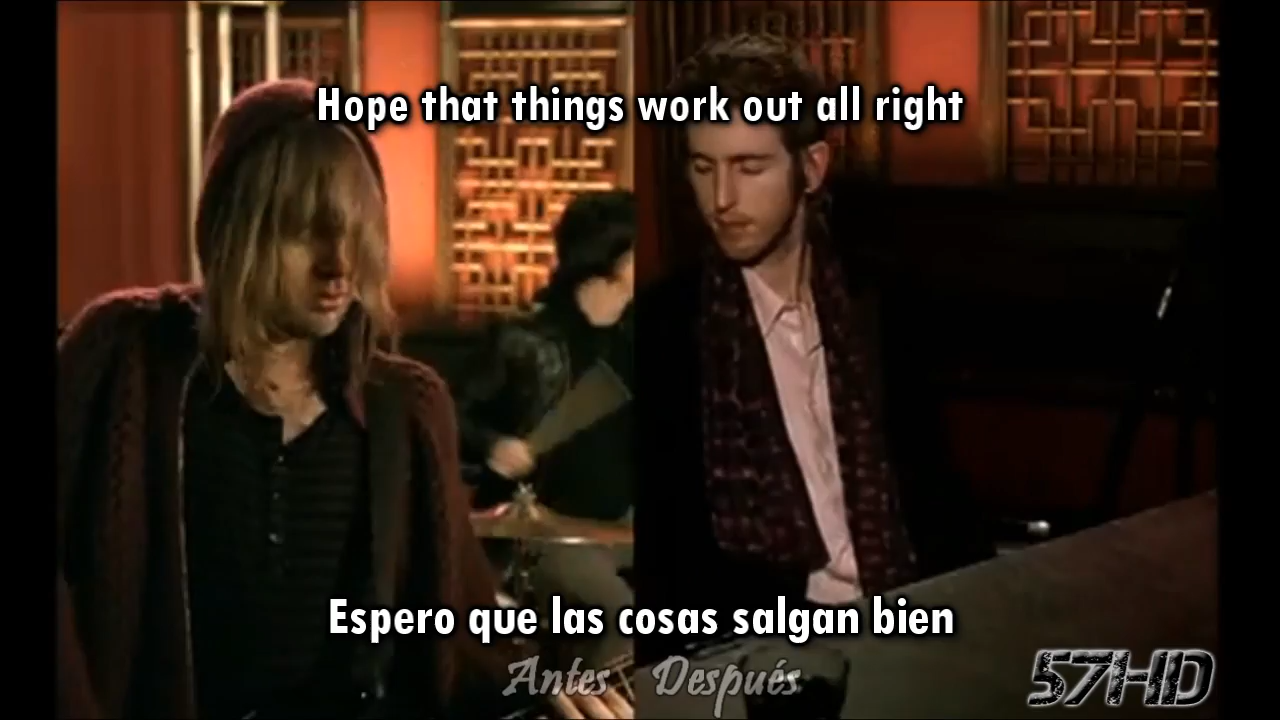 Hope that things work out all right
Espero que las cosas salgan bien
Antes Después
57HD